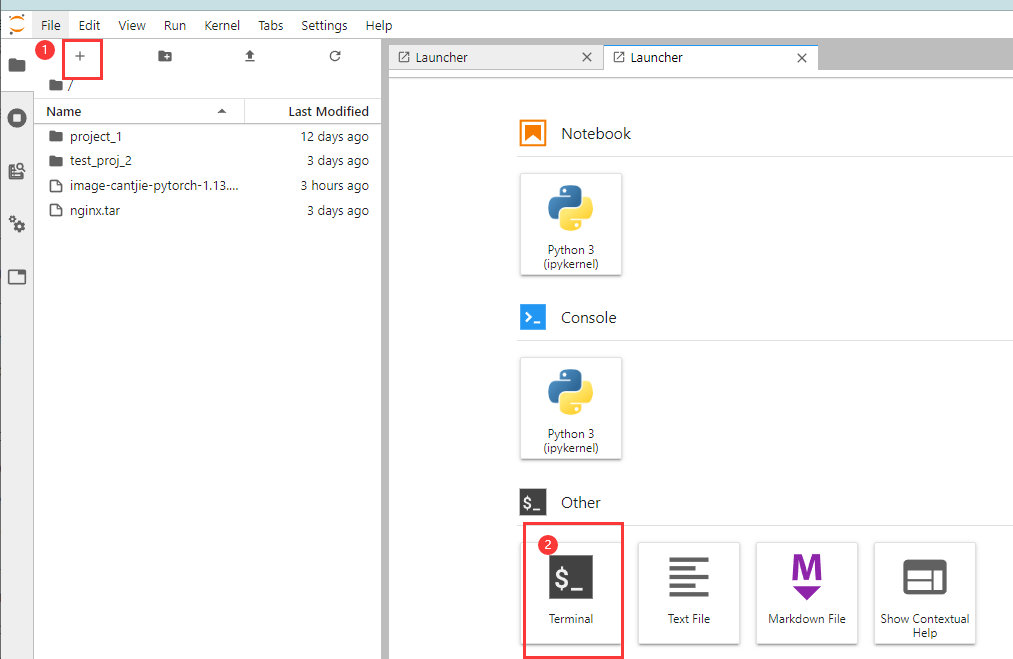 File Edit View Run Kernel Tabs Settings Help
1
/
Name Last Modified
project_1 12 days ago
test_proj_2 3 days ago
image-cantjie-pytorch-1.13.... 3 hours ago
nginx.tar 3 days ago
Launcher Launcher
Notebook
Python 3
(ipykernel)
>_ Console
Python 3
(ipykernel)
$_ Other
2
$_
M
Terminal Text File Markdown File Show Contextual
Help